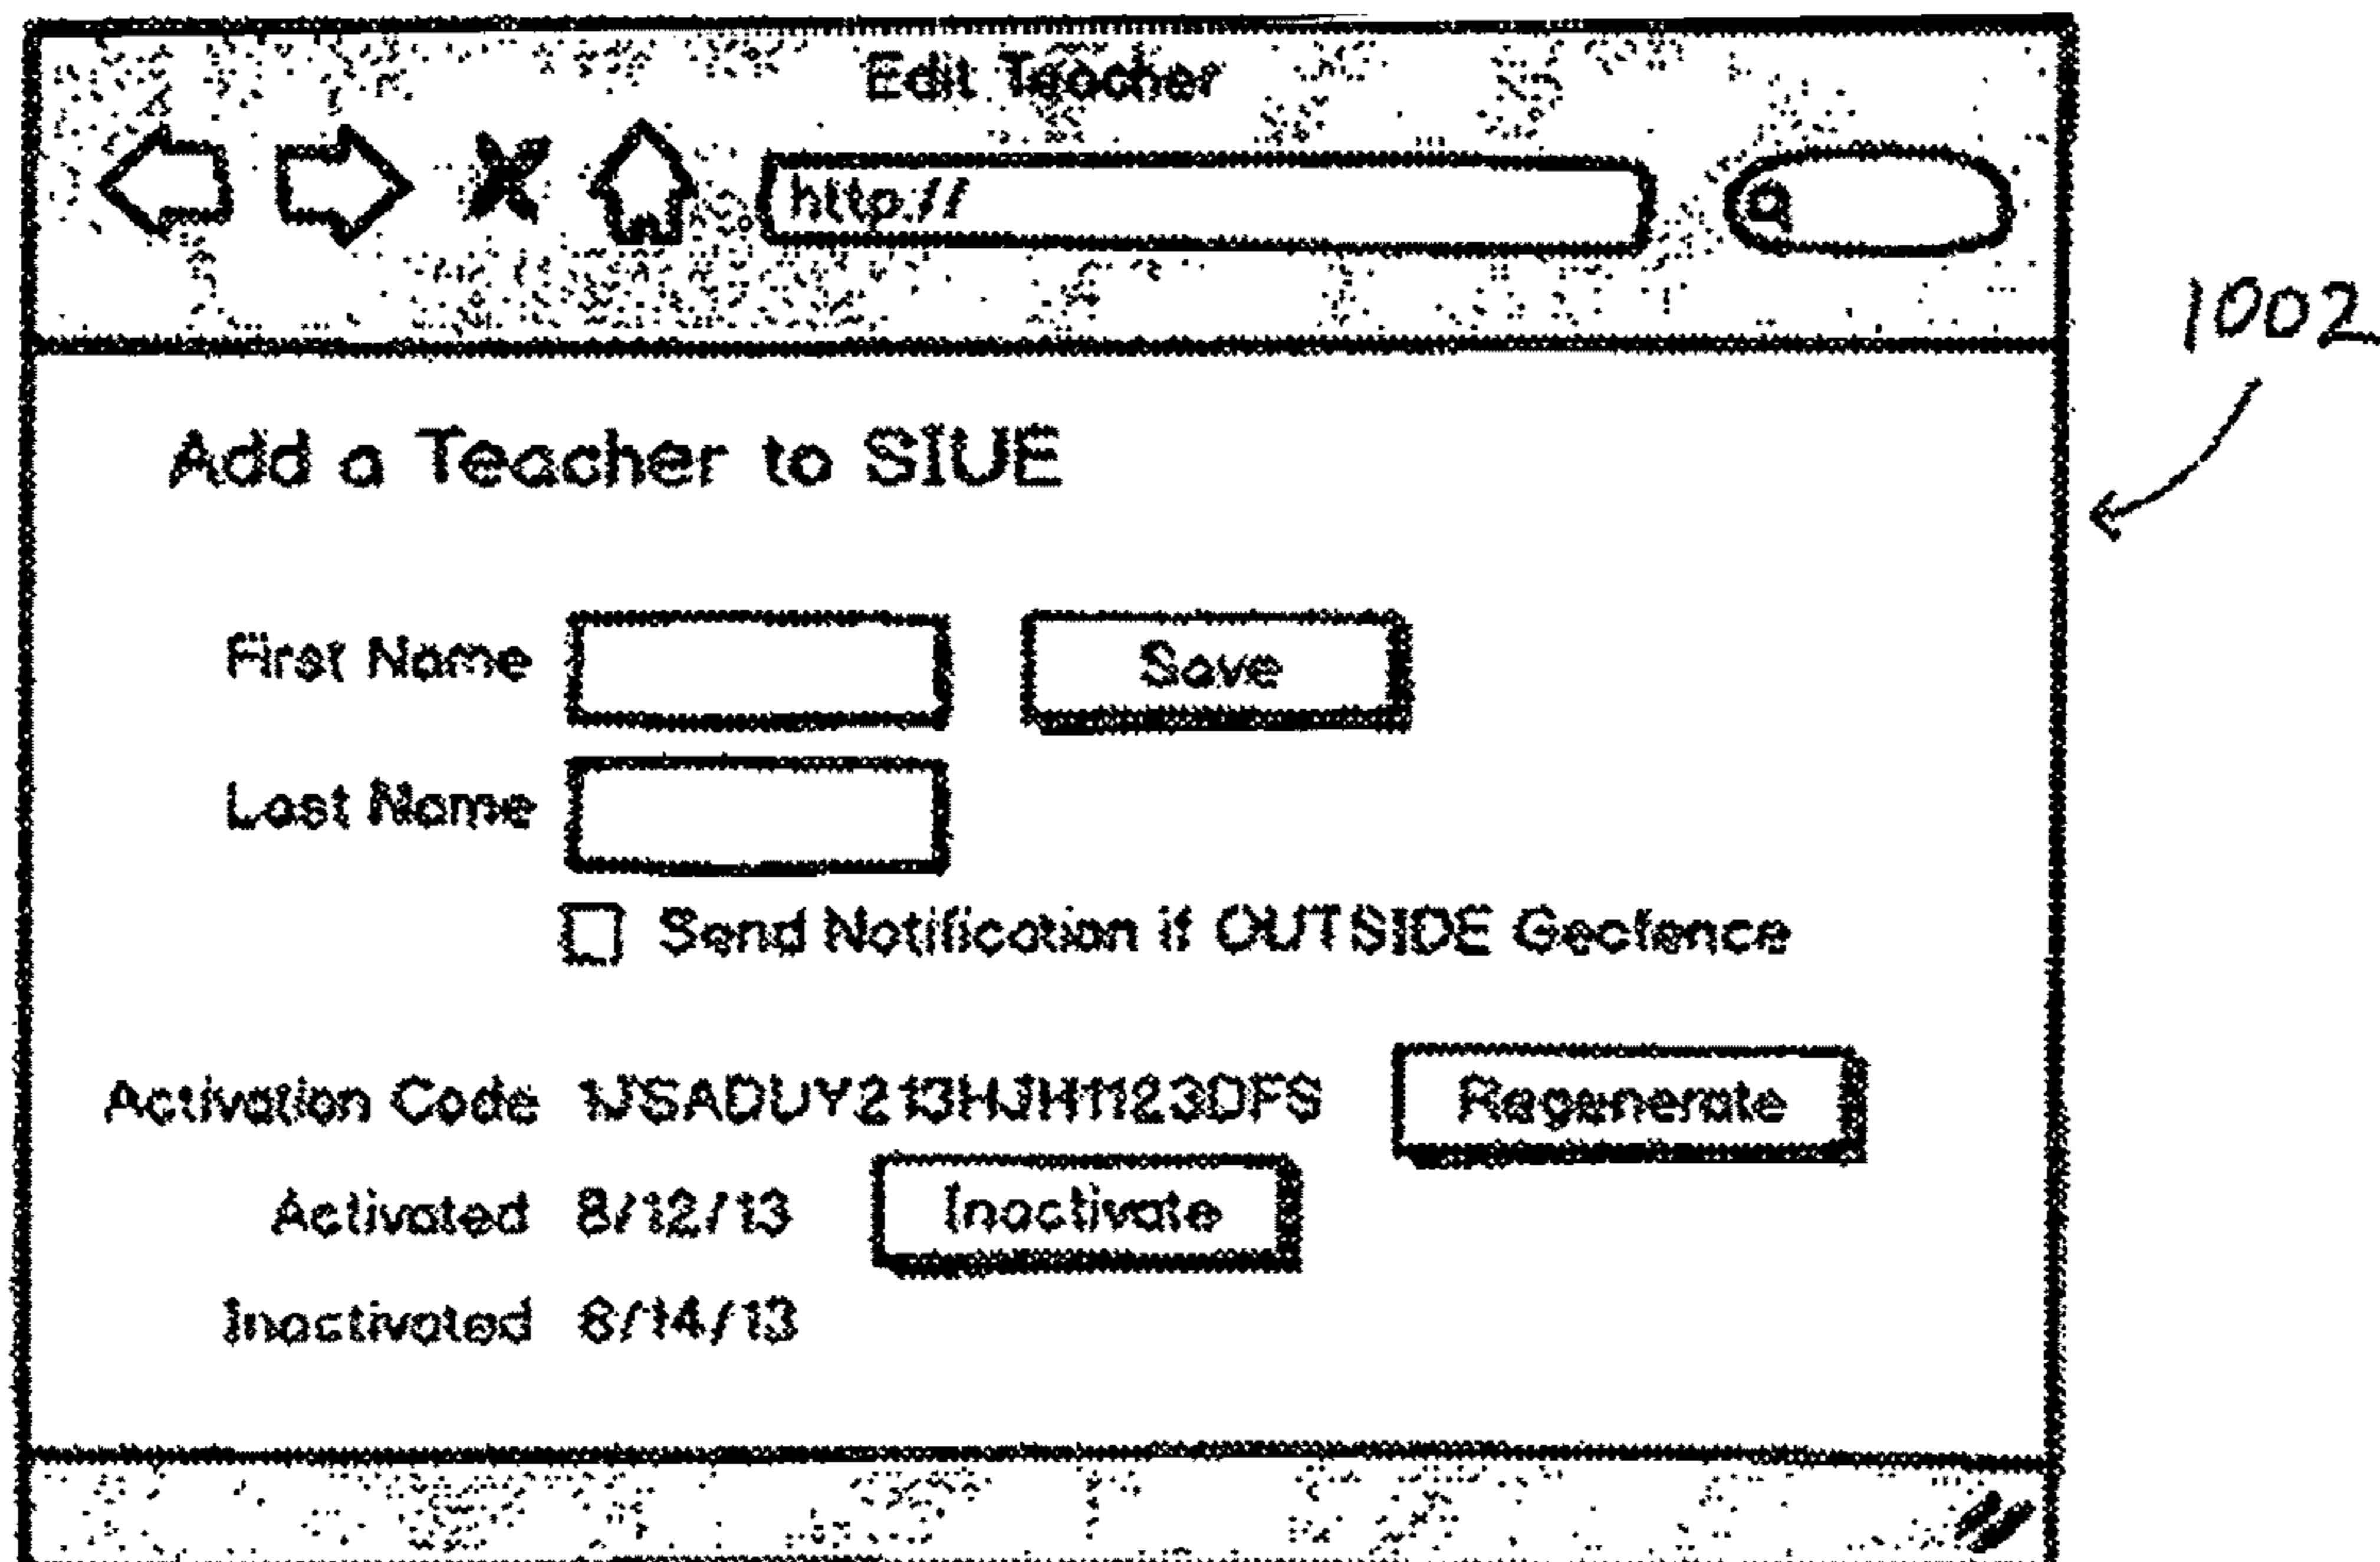 Edit Teacher
http://
1002
Add a Teacher to SIUE
First Name Save
Last Name
Send Notification if OUTSIDE Geofence
Activation Code 1JSADUY213HJH1123DFS Regenerate
Activated 8/12/13 Inactivate
Inactivated 8/14/13